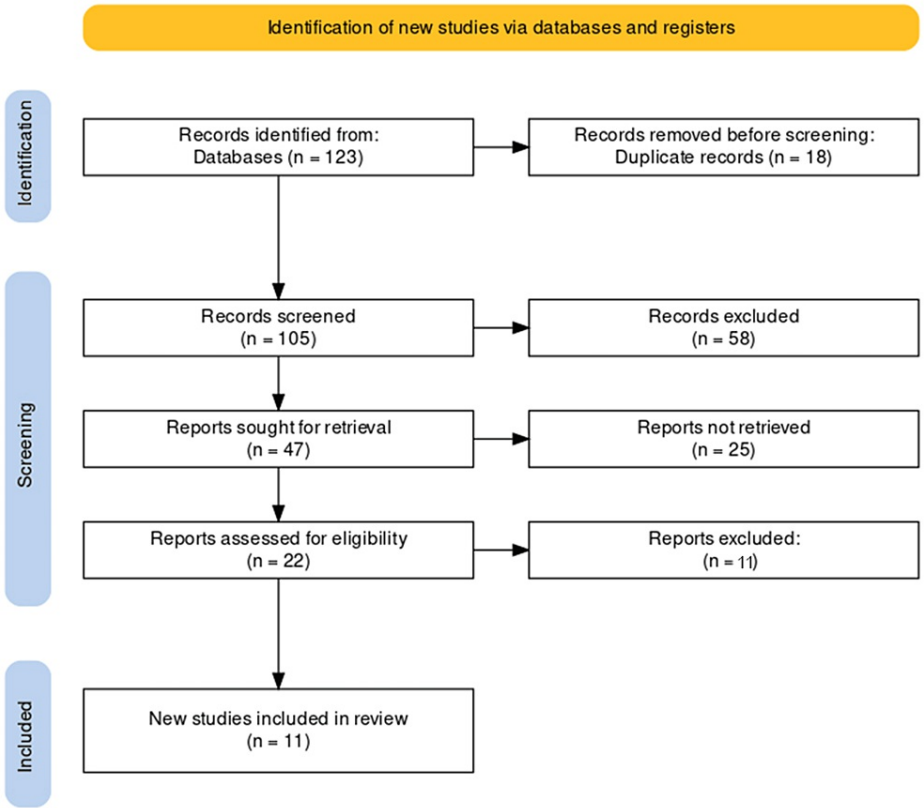 Identification of new studies via databases and registers
Identification
Records identified from:
Databases (n = 123)
Records removed before screening:
Duplicate records (n = 18)
Screening
Records screened
(n = 105)
Records excluded
(n = 58)
Reports sought for retrieval
(n = 47)
Reports not retrieved
(n = 25)
Reports assessed for eligibility
(n = 22)
Reports excluded:
(n = 11)
Included
New studies included in review
(n = 11)